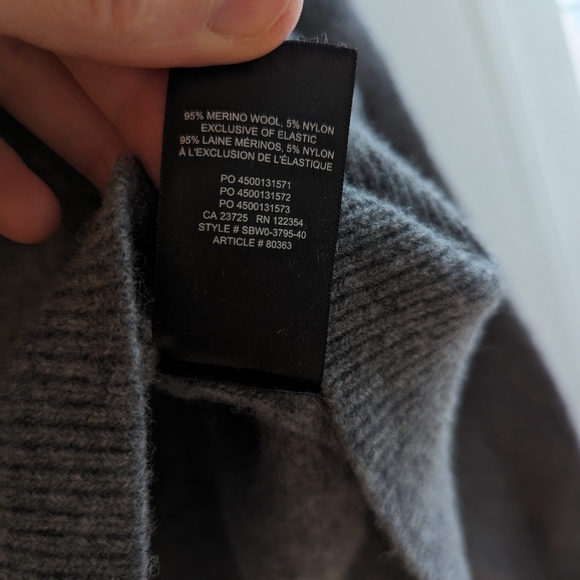 95% MERINO WOOL, 5% NYLON
EXCLUSIVE OF ELASTIC
95% LAINE MÉRINOS, 5% NYLON
À L'EXCLUSION DE L'ÉLASTIQUE
PO 4500131571
PO 4500131572
PO 4500131573
CA 23725 RN 122354
STYLE # SBW0-3795-40
ARTICLE # 80363